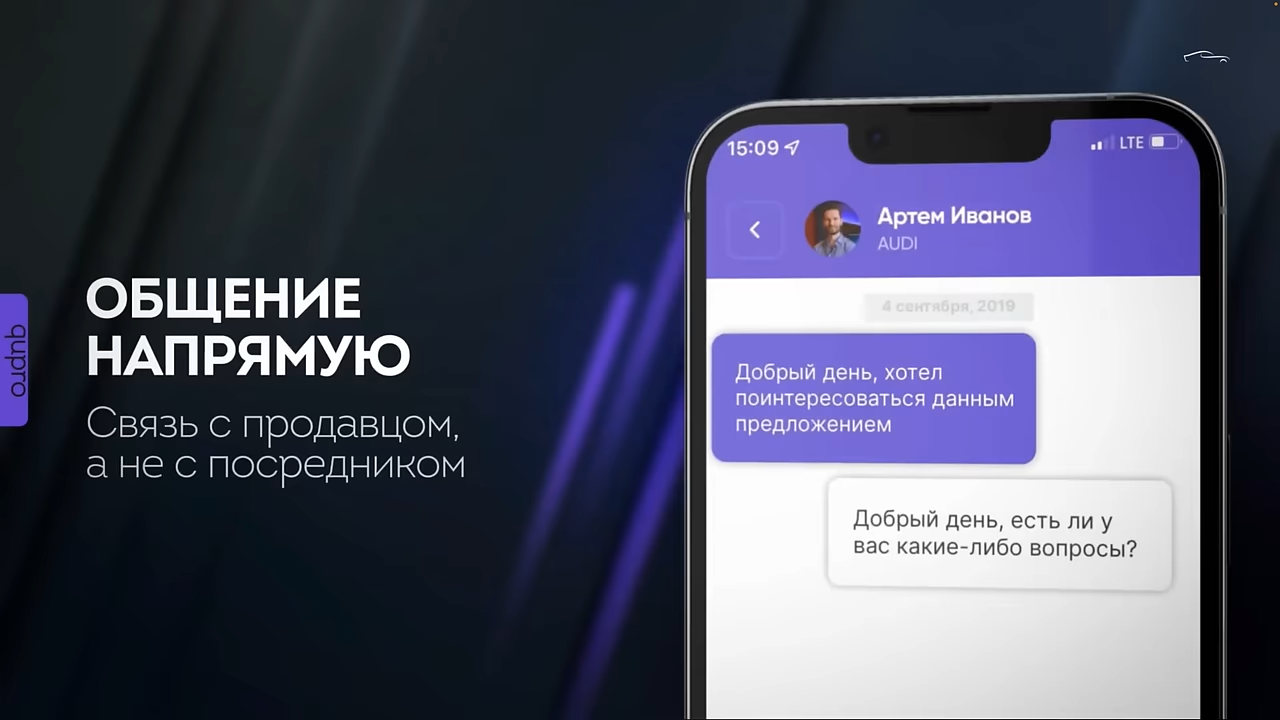 ОБЩЕНИЕ
НАПРЯМУЮ
Связь с продавцом,
а не с посредником
aupro
15:09
LTE
Артем Иванов
AUDI
4 сентября, 2019
Добрый день, хотел
поинтересоваться данным
предложением
Добрый день, есть ли у
вас какие-либо вопросы?